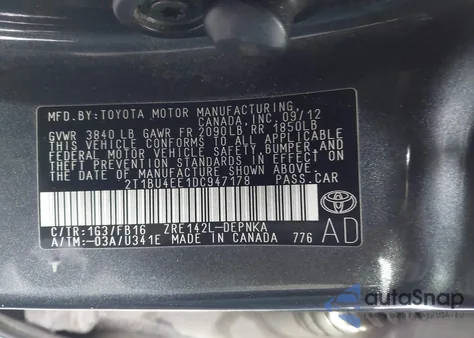 MFD.BY:TOYOTA MOTOR MANUFACTURING,
CANADA, INC. 09/12
GVWR 3840 LB GAWR FR 2090LB RR 1850LB
THIS VEHICLE CONFORMS TO ALL APPLICABLE
FEDERAL MOTOR VEHICLE SAFETY, BUMPER, AND
THEFT PREVENTION STANDARDS IN EFFECT ON
THE DATE OF MANUFACTURE SHOWN ABOVE.
2T1BU4EE1DC947178 PASS.CAR
C/TR:1G3/FB16 ZRE142L-DEPNKA
A/TM:-03A/U341E MADE IN CANADA 776
AD
autoSnap